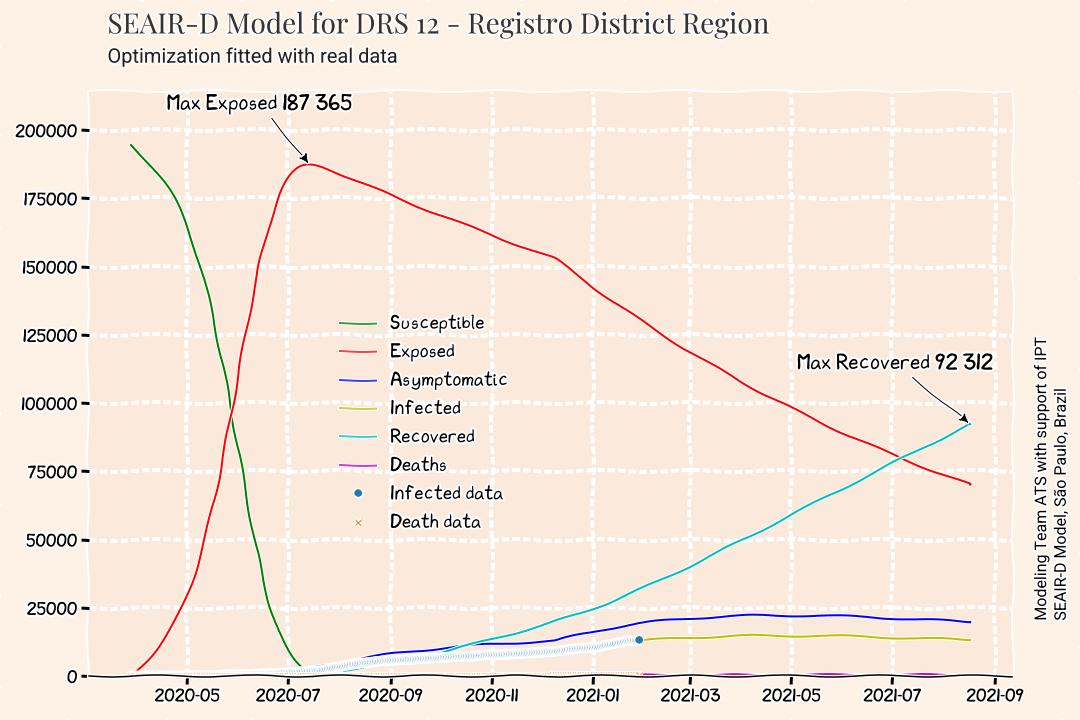 SEAIR-D Model for DRS 12 - Registro District Region
Optimization fitted with real data
Max Exposed 187 365
200000
175000
150000
125000
100000
75000
50000
25000
0
Susceptible
Exposed
Asymptomatic
Infected
Recovered
Deaths
Infected data
Death data
Max Recovered 92 312
2020-05
2020-07
2020-09
2020-11
2021-01
2021-03
2021-05
2021-07
2021-09
Modeling Team ATS with support of IPT
SEAIR-D Model, São Paulo, Brazil